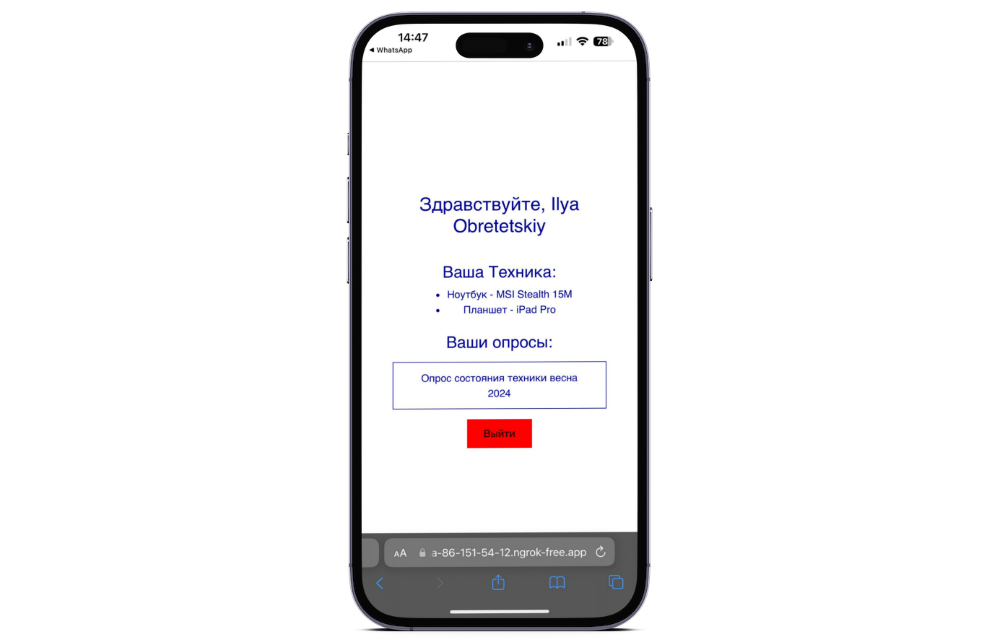 14:47
78
◀ WhatsApp
Здравствуйте, Ilya
Obretetskiy
Ваша Техника:
• Ноутбук - MSI Stealth 15M
• Планшет - iPad Pro
Ваши опросы:
Опрос состояния техники весна
2024
Выйти
AA a-86-151-54-12.ngrok-free.app